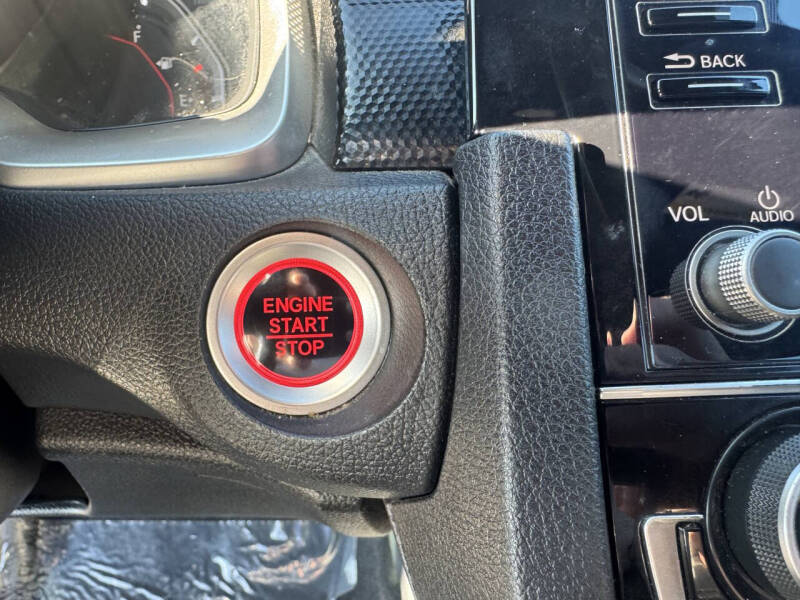 F
E
BACK
VOL
AUDIO
ENGINE
START
STOP